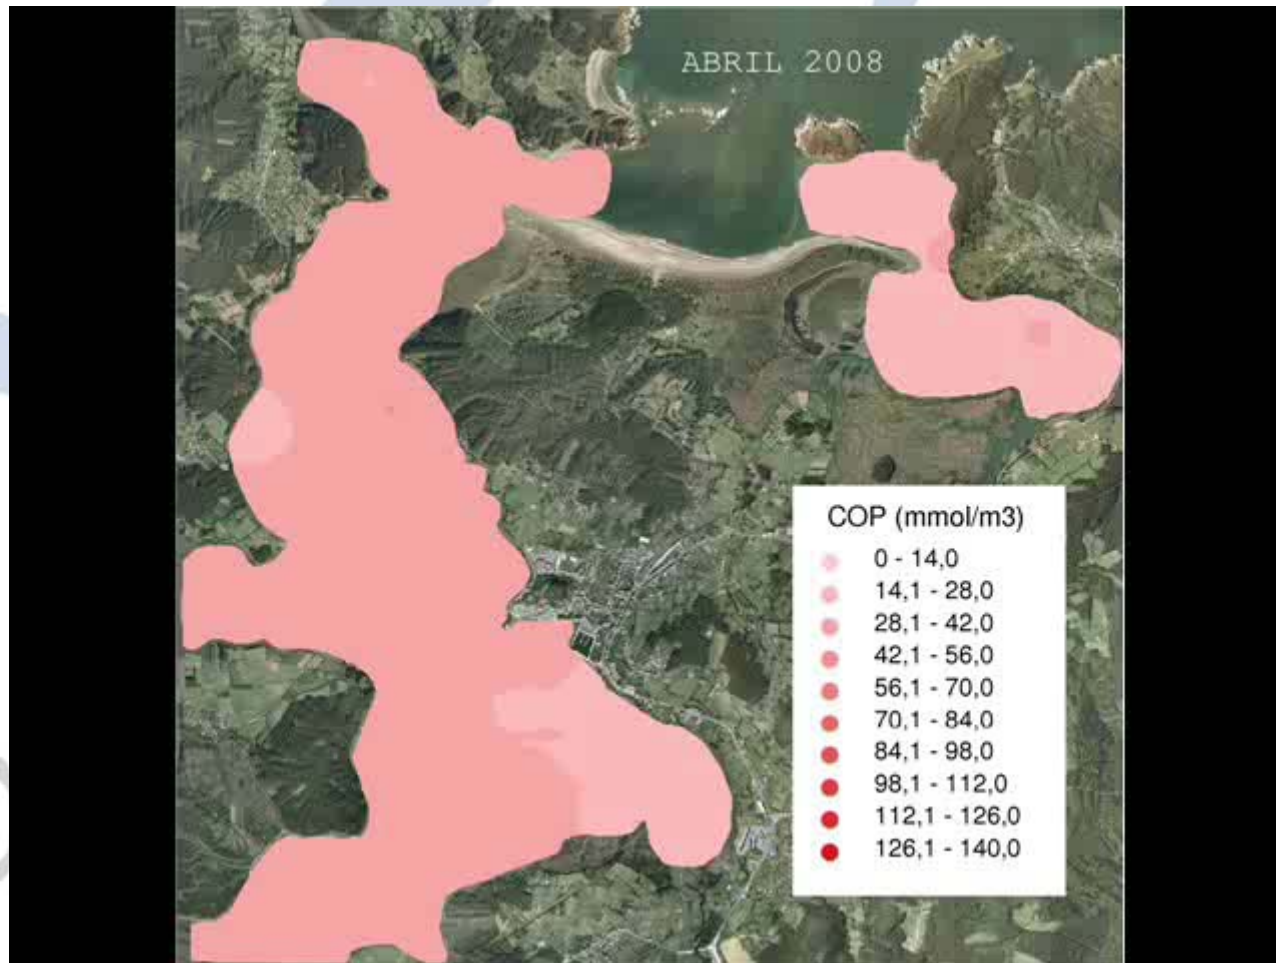 ABRIL 2008
COP (mmol/m3)
0 - 14,0
14,1 - 28,0
28,1 - 42,0
42,1 - 56,0
56,1 - 70,0
70,1 - 84,0
84,1 - 98,0
98,1 - 112,0
112,1 - 126,0
126,1 - 140,0